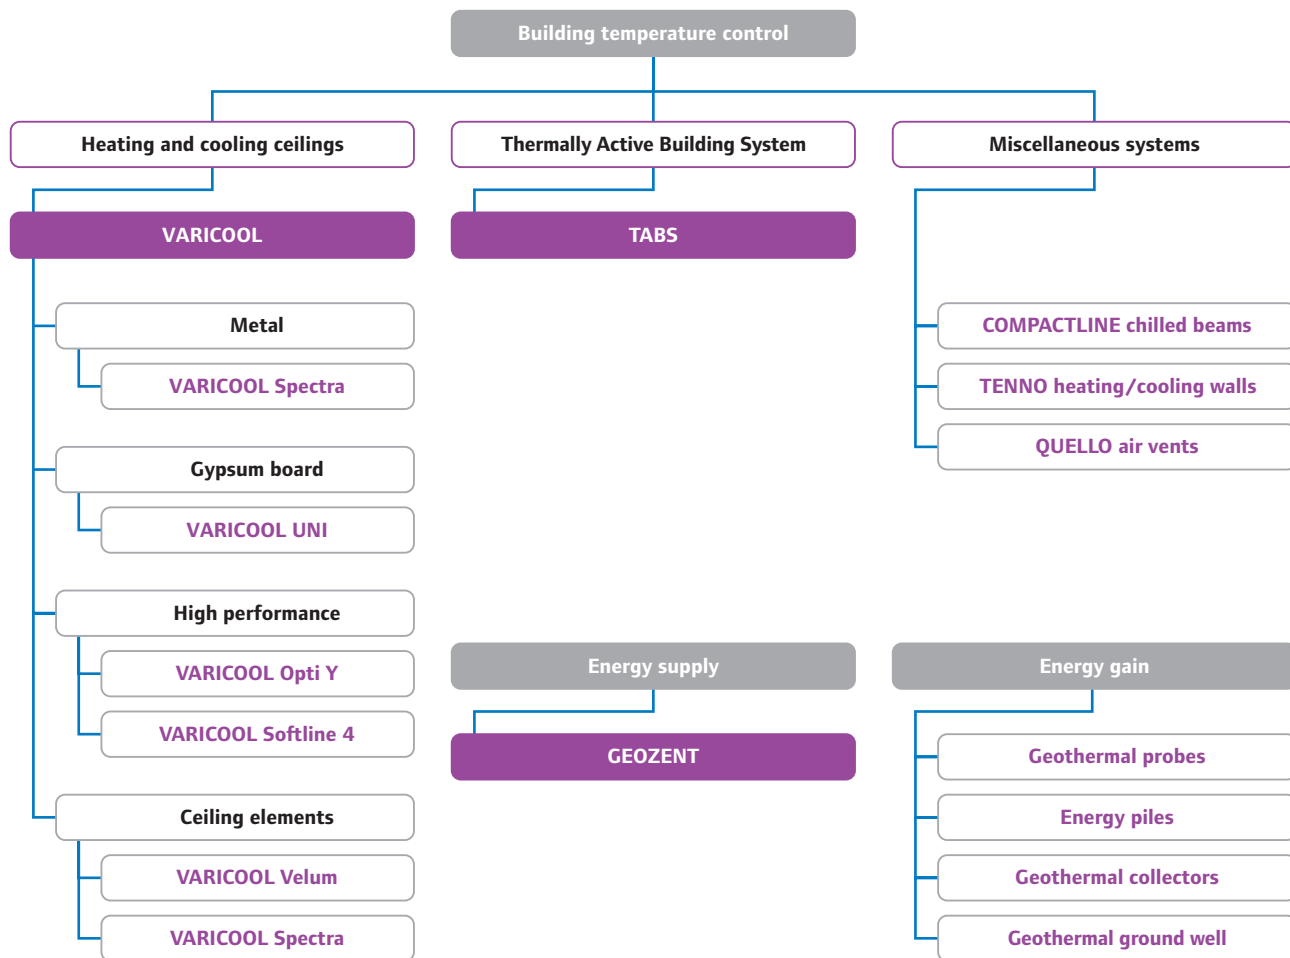 Building temperature control
Heating and cooling ceilings
Thermally Active Building System
Miscellaneous systems
VARICOOL
TABS
Metal
VARICOOL Spectra
Gypsum board
VARICOOL UNI
High performance
VARICOOL Opti Y
VARICOOL Softline 4
Ceiling elements
VARICOOL Velum
VARICOOL Spectra
COMPACTLINE chilled beams
TENNO heating/cooling walls
QUELLO air vents
Energy supply
GEOZENT
Energy gain
Geothermal probes
Energy piles
Geothermal collectors
Geothermal ground well